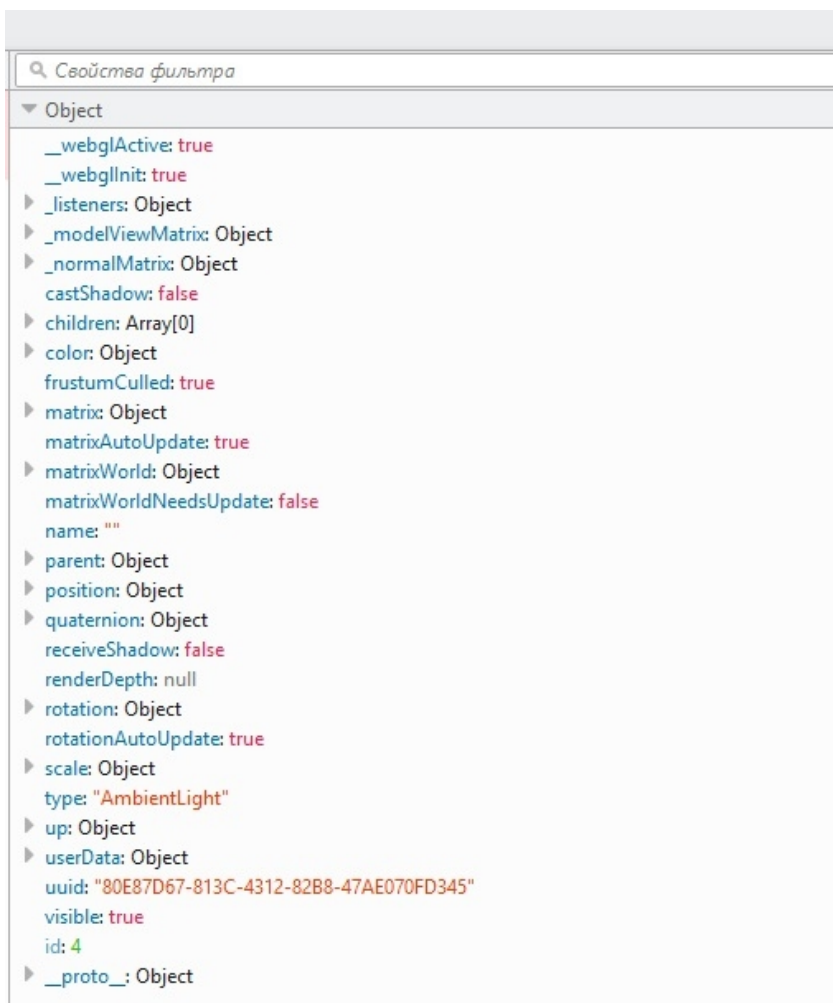 Свойства фильтра
Object
__webglActive: true
__webglInit: true
_listeners: Object
_modelViewMatrix: Object
_normalMatrix: Object
castShadow: false
children: Array[0]
color: Object
frustumCulled: true
matrix: Object
matrixAutoUpdate: true
matrixWorld: Object
matrixWorldNeedsUpdate: false
name: ""
parent: Object
position: Object
quaternion: Object
receiveShadow: false
renderDepth: null
rotation: Object
rotationAutoUpdate: true
scale: Object
type: "AmbientLight"
up: Object
userData: Object
uuid: "80E87D67-813C-4312-82B8-47AE070FD345"
visible: true
id: 4
__proto__: Object